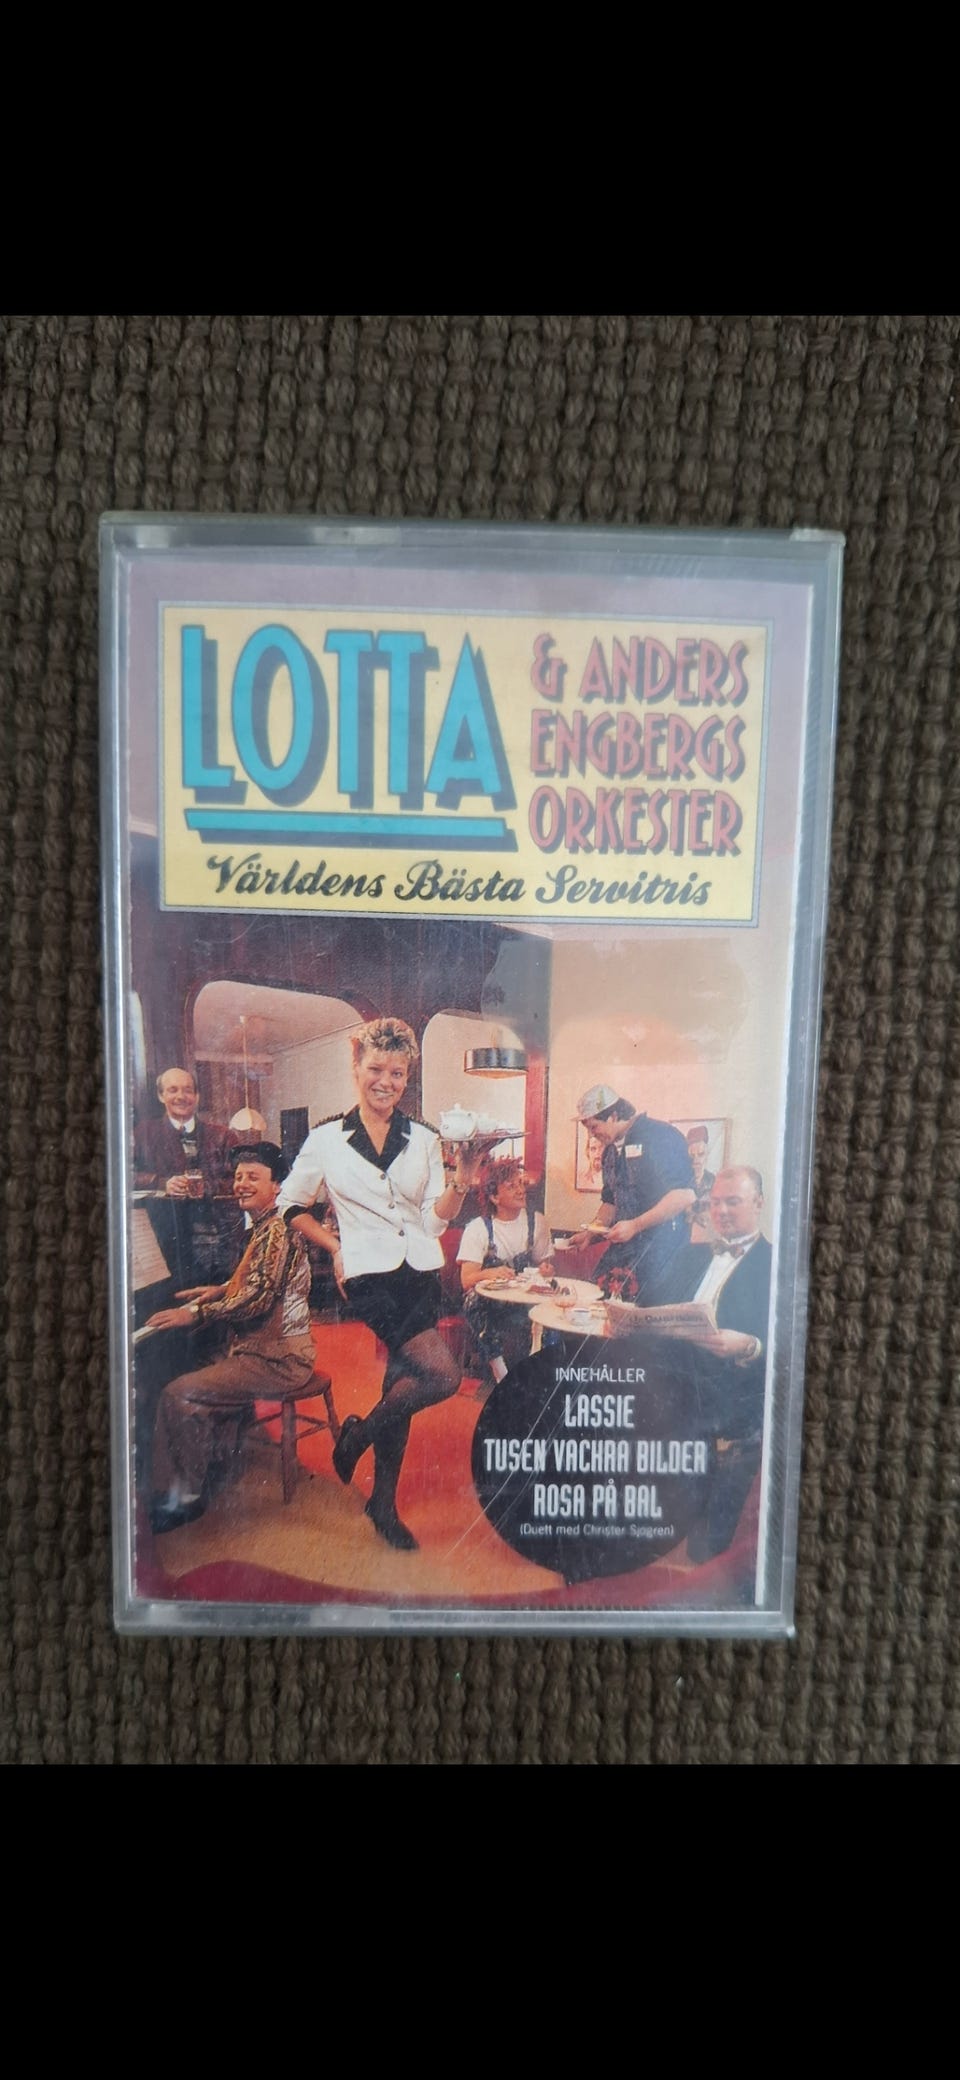 LOTTA
& ANDERS
ENGBERGS
ORKESTER
Världens Bästa Servitris
INNEHÅLLER
LASSIE
TUSEN VACKRA BILDER
ROSA PÅ BAL
(Duett med Christer Sjögren)